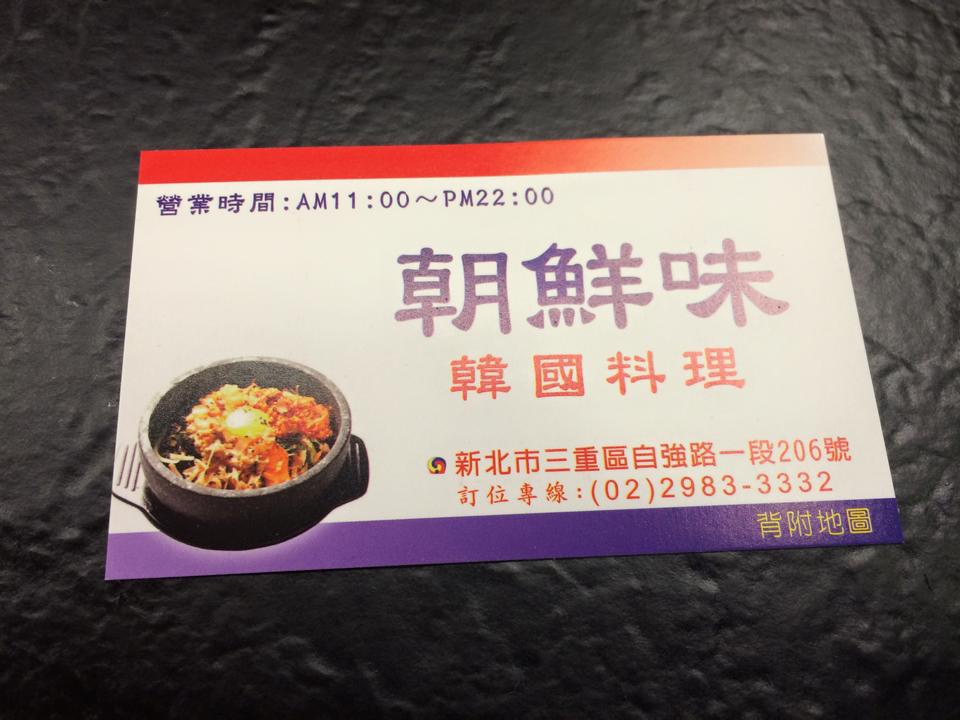 營業時間:AM11:00～PM22:00
朝鮮味
韓國料理
新北市三重區自強路一段206號
訂位專線:(02)2983-3332
背附地圖